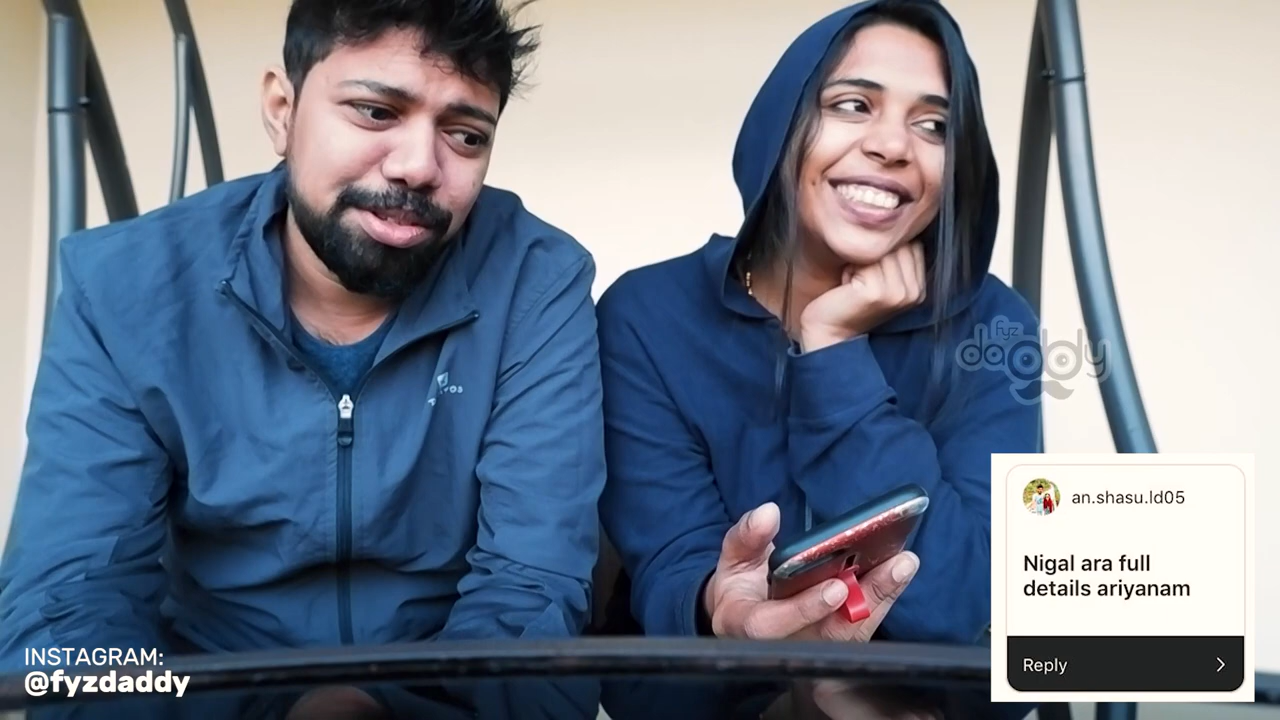 fyz
daddy
an.shasu.ld05
Nigal ara full
details ariyanam
Reply
INSTAGRAM:
@fyzdaddy